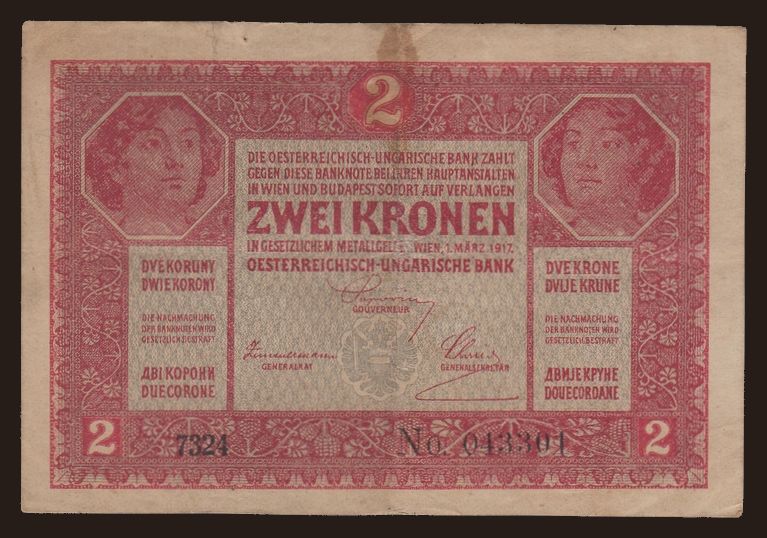 2
DIE OESTERREICHISCH-UNGARISCHE BANK ZAHLT
GEGEN DIESE BANKNOTE BEI IHREN HAUPTANSTALTEN
IN WIEN UND BUDAPEST SOFORT AUF VERLANGEN
ZWEI KRONEN
IN GESETZLICHEM METALLGELDE. WIEN, 1. MÄRZ 1917.
OESTERREICHISCH-UNGARISCHE BANK
GOUVERNEUR
GENERALRAT
GENERALSEKRETÄR
DVE KORUNY
DWIE KORONY
DIE NACHMACHUNG
DER BANKNOTEN WIRD
GESETZLICH BESTRAFT
ДВІ КОРОНИ
DUE CORONE
DVE KRONE
DVIJE KRUNE
DIE NACHMACHUNG
DER BANKNOTEN WIRD
GESETZLICH BESTRAFT
ДВИЈЕ КРУНЕ
DOUE COROANE
2
7324
No. 043301
2